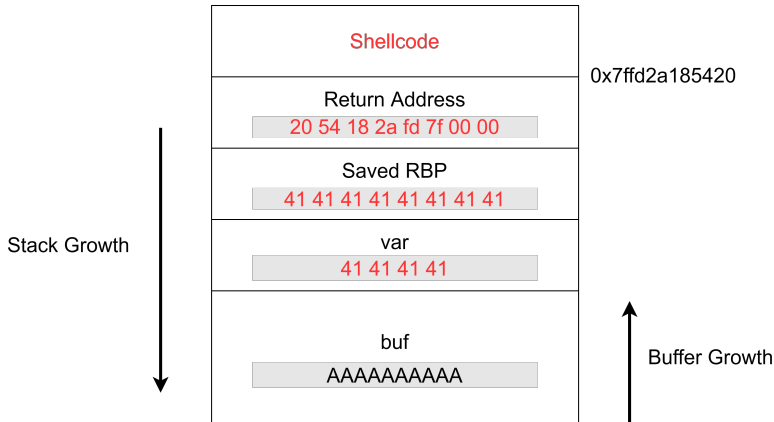 Shellcode
0x7ffd2a185420
Return Address
20 54 18 2a fd 7f 00 00
Saved RBP
41 41 41 41 41 41 41 41
Stack Growth
var
41 41 41 41
buf
Buffer Growth
AAAAAAAAAA